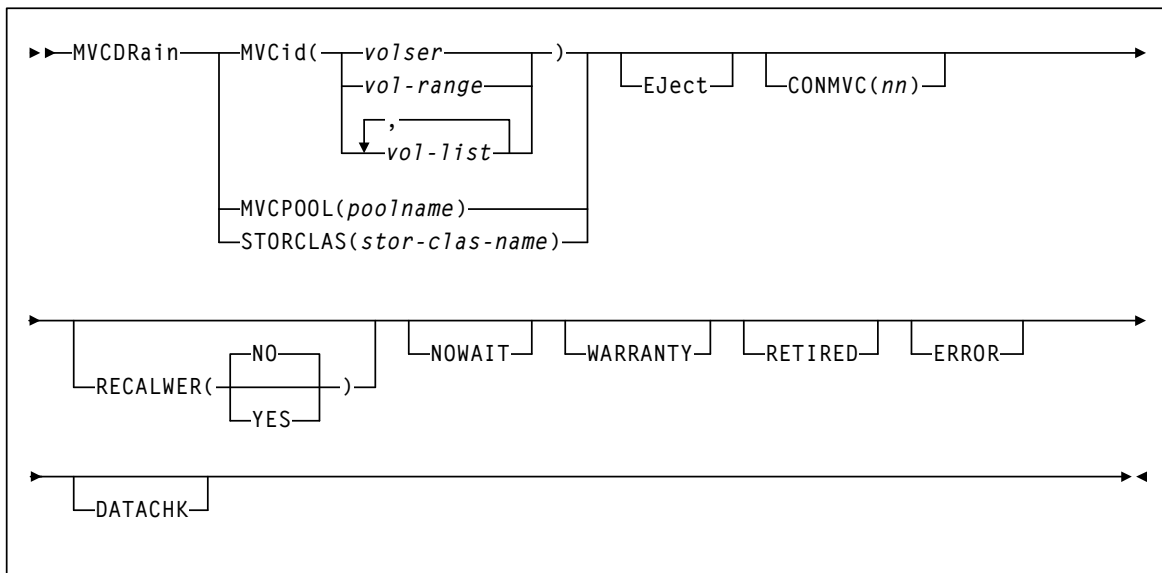 MVCDRain MVCid( volser ) EJect CONMVC(nn)
vol-range
,
vol-list
MVCPOOL(poolname)
STORCLAS(stor-clas-name)
RECALWER( NO ) NOWAIT WARRANTY RETIRED ERROR
YES
DATACHK